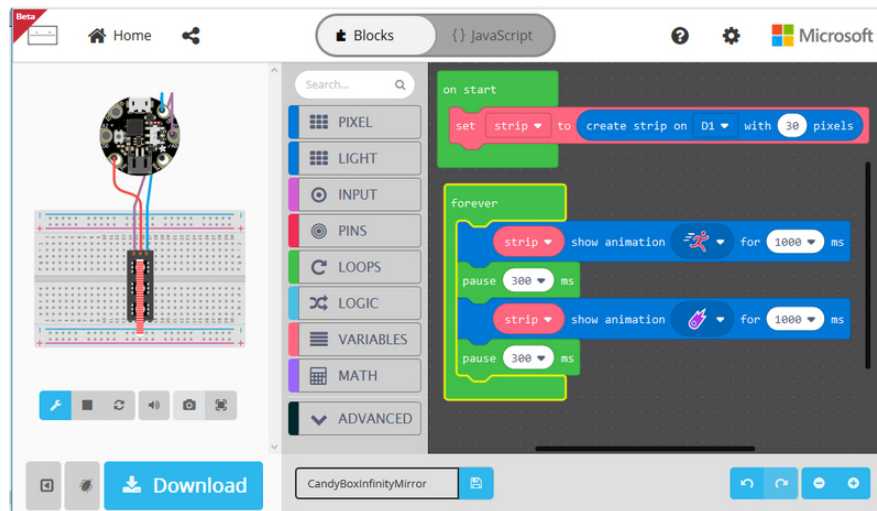 Beta
Home
Blocks
{} JavaScript
Microsoft
Search...
PIXEL
LIGHT
INPUT
PINS
LOOPS
LOGIC
VARIABLES
MATH
ADVANCED
on start
set strip to create strip on D1 with 30 pixels
forever
strip show animation for 1000 ms
pause 300 ms
strip show animation for 1000 ms
pause 300 ms
Download
CandyBoxInfinityMirror